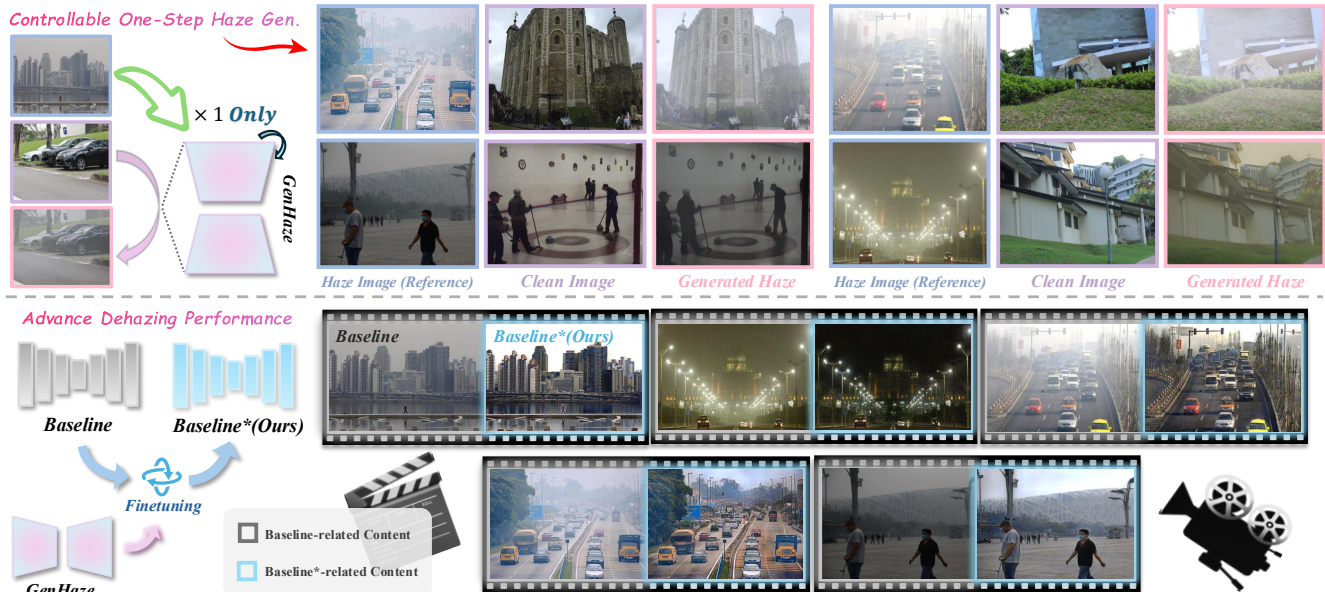 Controllable One-Step Haze Gen.
× 1 Only
GenHaze
Haze Image (Reference)
Clean Image
Generated Haze
Haze Image (Reference)
Clean Image
Generated Haze
Advance Dehazing Performance
Baseline
Baseline*(Ours)
Finetuning
GenHaze
Baseline
Baseline*(Ours)
Baseline-related Content
Baseline*-related Content